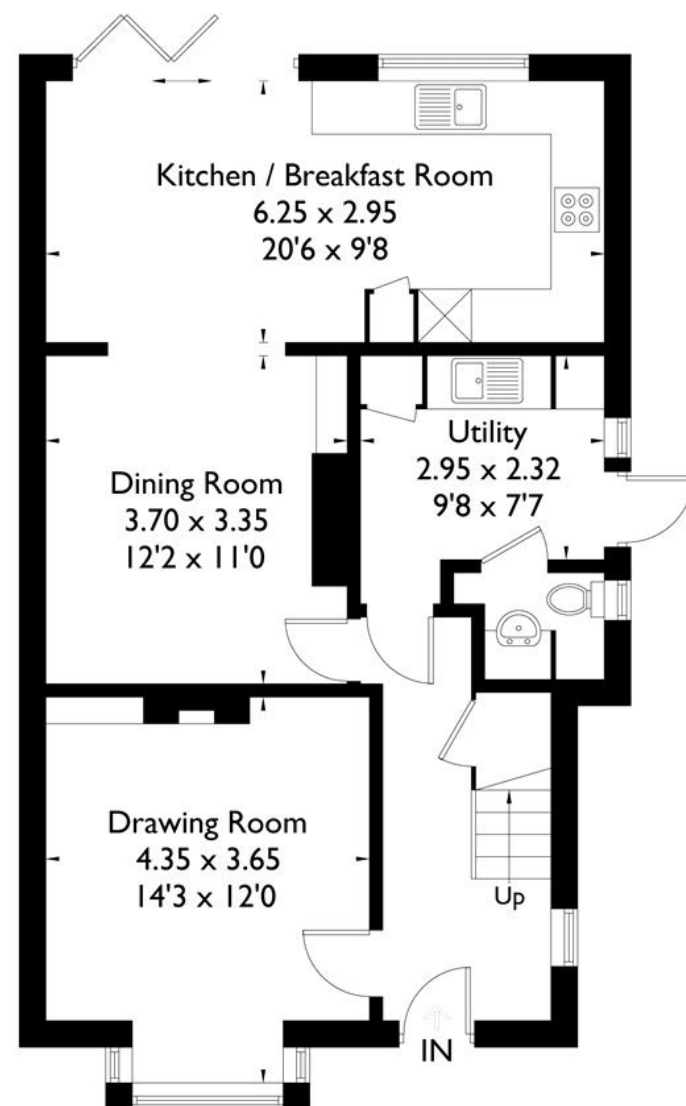 Kitchen / Breakfast Room
6.25 x 2.95
20'6 x 9'8
Utility
2.95 x 2.32
9'8 x 7'7
Dining Room
3.70 x 3.35
12'2 x 11'0
Drawing Room
4.35 x 3.65
14'3 x 12'0
Up
IN